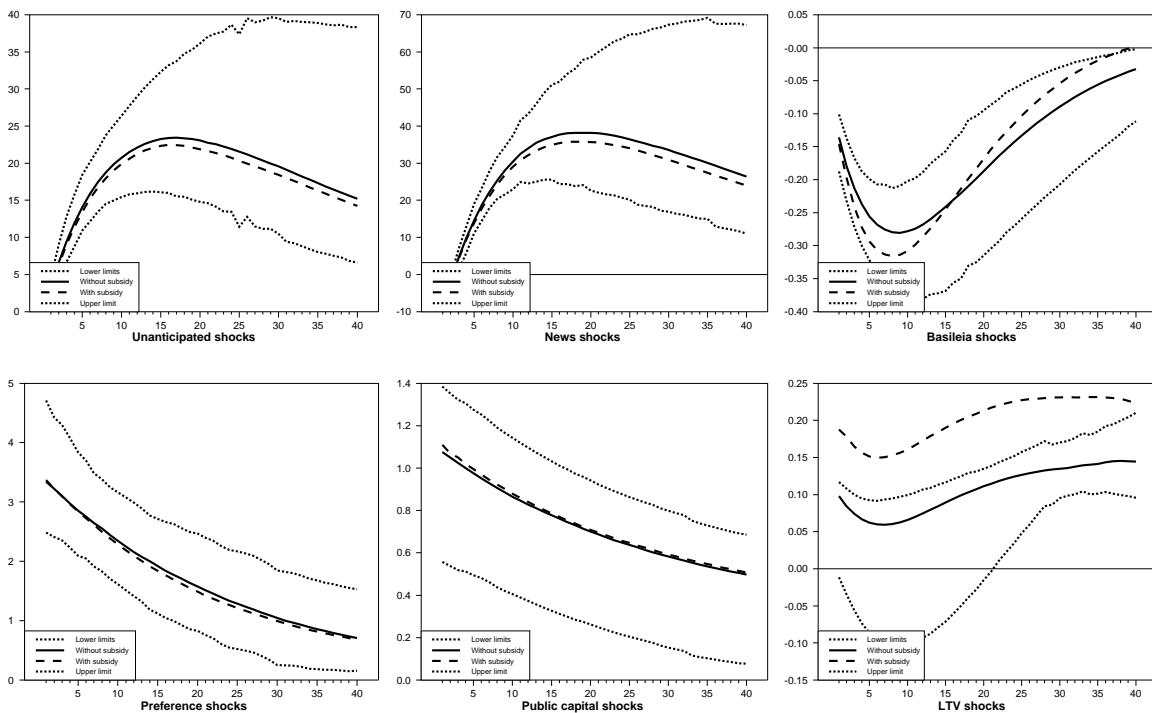 40
35
30
25
20
15
10
5
0
Lower limits
Without subsidy
With subsidy
Upper limit
5 10 15 20 25 30 35 40
Unanticipated shocks
70
60
50
40
30
20
10
0
-10
Lower limits
Without subsidy
With subsidy
Upper limit
5 10 15 20 25 30 35 40
News shocks
0.05
-0.00
-0.05
-0.10
-0.15
-0.20
-0.25
-0.30
-0.35
-0.40
Lower limits
Without subsidy
With subsidy
Upper limit
5 10 15 20 25 30 35 40
Basileia shocks
5
4
3
2
1
0
Lower limits
Without subsidy
With subsidy
Upper limit
5 10 15 20 25 30 35 40
Preference shocks
1.4
1.2
1.0
0.8
0.6
0.4
0.2
0.0
Lower limits
Without subsidy
With subsidy
Upper limit
5 10 15 20 25 30 35 40
Public capital shocks
0.25
0.20
0.15
0.10
0.05
0.00
-0.05
-0.10
-0.15
Lower limits
Without subsidy
With subsidy
Upper limit
5 10 15 20 25 30 35 40
LTV shocks